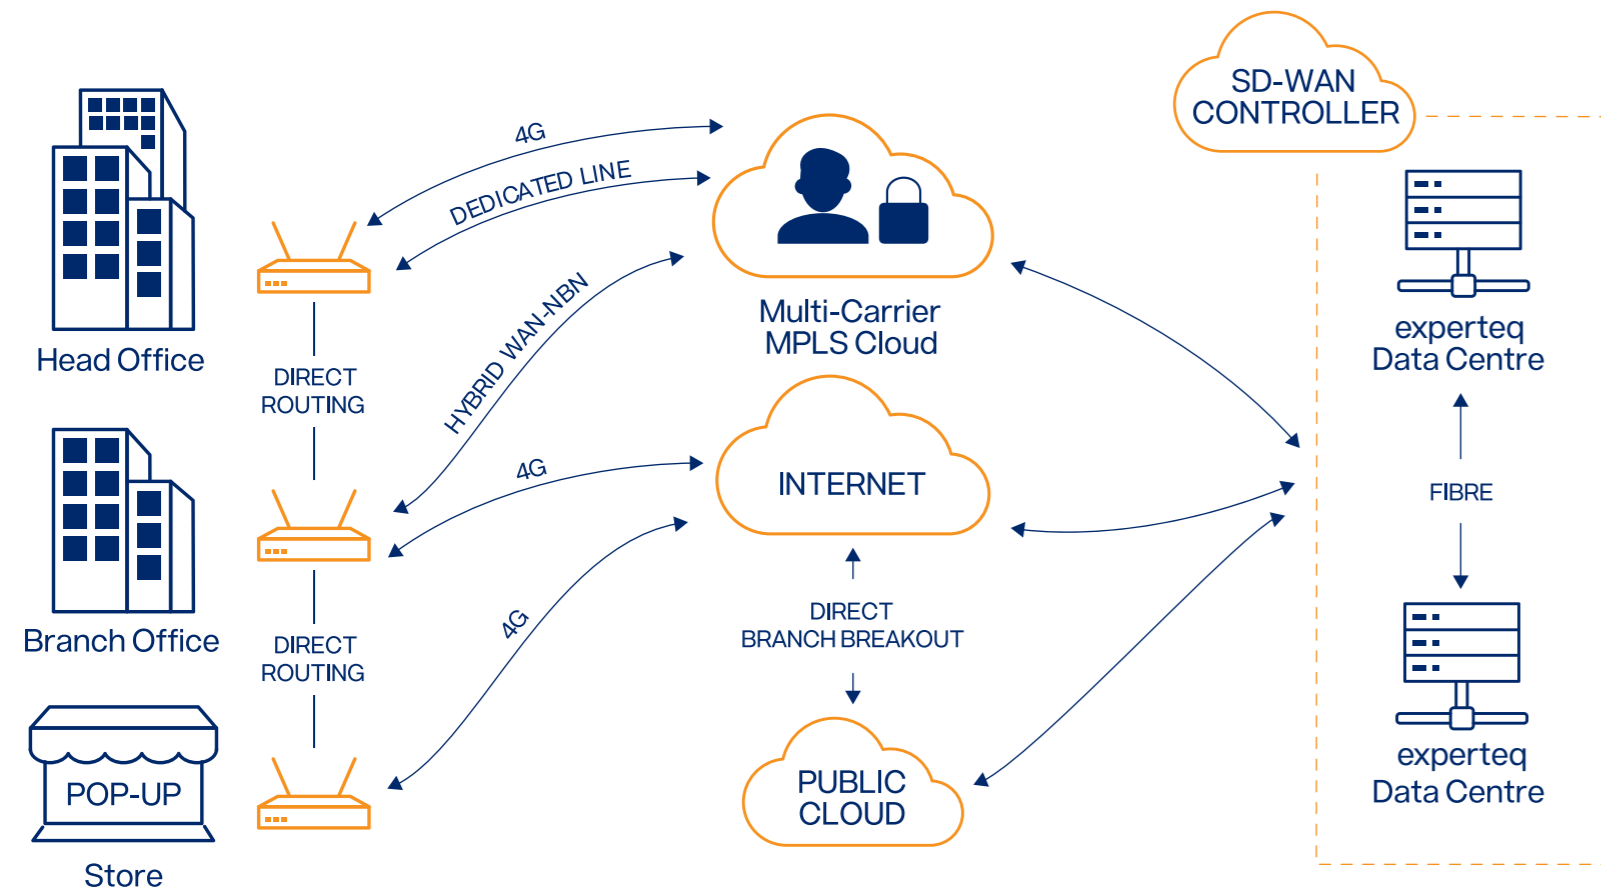 SD-WAN
CONTROLLER
4G
DEDICATED LINE
HYBRID WAN-NBN
Multi-Carrier
MPLS Cloud
experteq
Data Centre
Head Office
DIRECT
ROUTING
4G
INTERNET
FIBRE
Branch Office
DIRECT
ROUTING
4G
DIRECT
BRANCH BREAKOUT
POP-UP
Store
PUBLIC
CLOUD
experteq
Data Centre